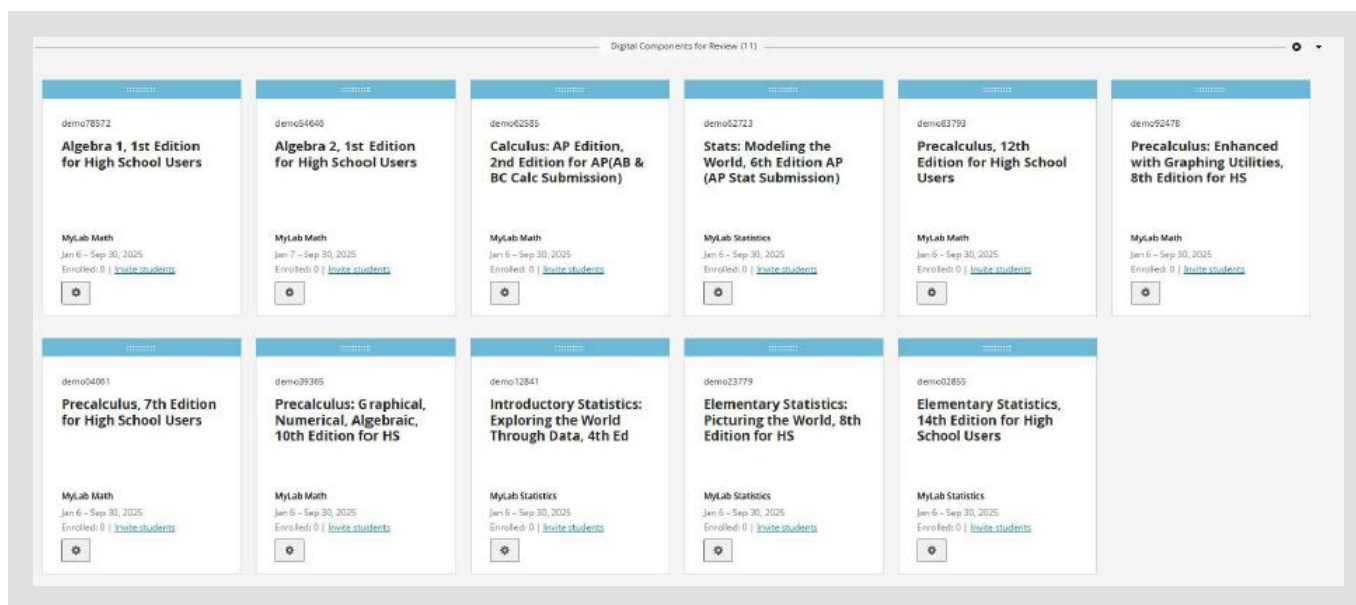 Digital Components for Review (11)
demo78572
Algebra 1, 1st Edition
for High School Users
MyLab Math
Jan 6 – Sep 30, 2025
Enrolled: 0 | Invite students
demo54646
Algebra 2, 1st Edition
for High School Users
MyLab Math
Jan 7 – Sep 30, 2025
Enrolled: 0 | Invite students
demo62585
Calculus: AP Edition,
2nd Edition for AP(AB &
BC Calc Submission)
MyLab Math
Jan 6 – Sep 30, 2025
Enrolled: 0 | Invite students
demo62723
Stats: Modeling the
World, 6th Edition AP
(AP Stat Submission)
MyLab Statistics
Jan 6 – Sep 30, 2025
Enrolled: 0 | Invite students
demo83793
Precalculus, 12th
Edition for High School
Users
MyLab Math
Jan 6 – Sep 30, 2025
Enrolled: 0 | Invite students
demo92478
Precalculus: Enhanced
with Graphing Utilities,
8th Edition for HS
MyLab Math
Jan 6 – Sep 30, 2025
Enrolled: 0 | Invite students
demo04061
Precalculus, 7th Edition
for High School Users
MyLab Math
Jan 6 – Sep 30, 2025
Enrolled: 0 | Invite students
demo39365
Precalculus: Graphical,
Numerical, Algebraic,
10th Edition for HS
MyLab Math
Jan 6 – Sep 30, 2025
Enrolled: 0 | Invite students
demo12841
Introductory Statistics:
Exploring the World
Through Data, 4th Ed
MyLab Statistics
Jan 6 – Sep 30, 2025
Enrolled: 0 | Invite students
demo23779
Elementary Statistics:
Picturing the World, 8th
Edition for HS
MyLab Statistics
Jan 6 – Sep 30, 2025
Enrolled: 0 | Invite students
demo02855
Elementary Statistics,
14th Edition for High
School Users
MyLab Statistics
Jan 6 – Sep 30, 2025
Enrolled: 0 | Invite students